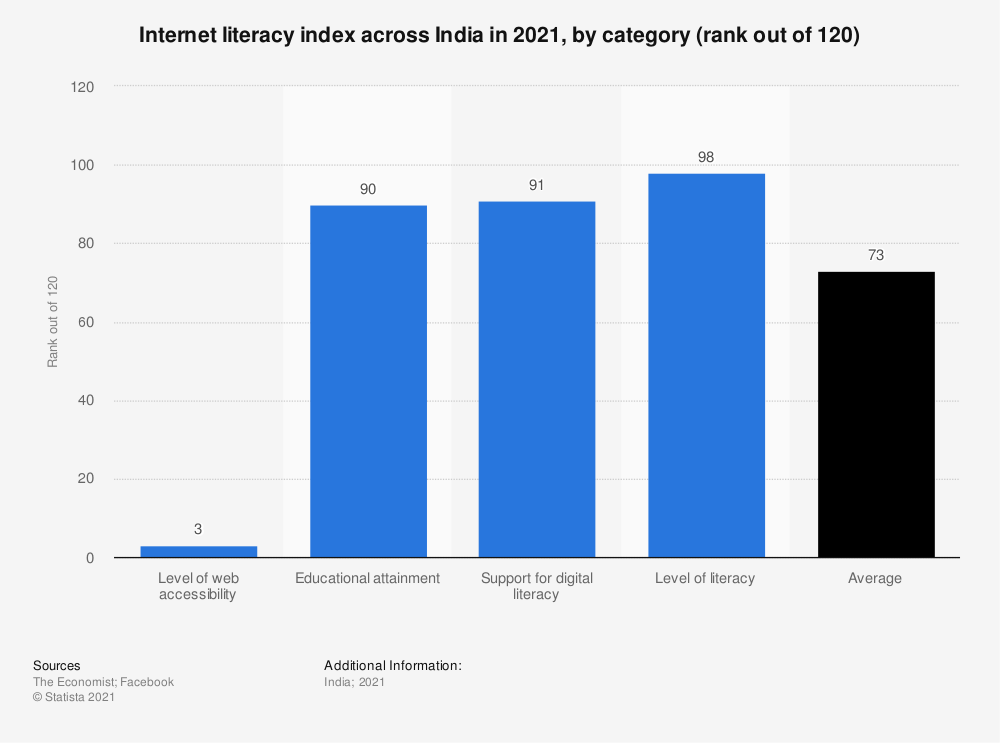 Internet literacy index across India in 2021, by category (rank out of 120)
120
100
80
60
40
20
0
Rank out of 120
3
90
91
98
73
Level of web
accessibility
Educational attainment
Support for digital
literacy
Level of literacy
Average
Sources
The Economist; Facebook
© Statista 2021
Additional Information:
India; 2021